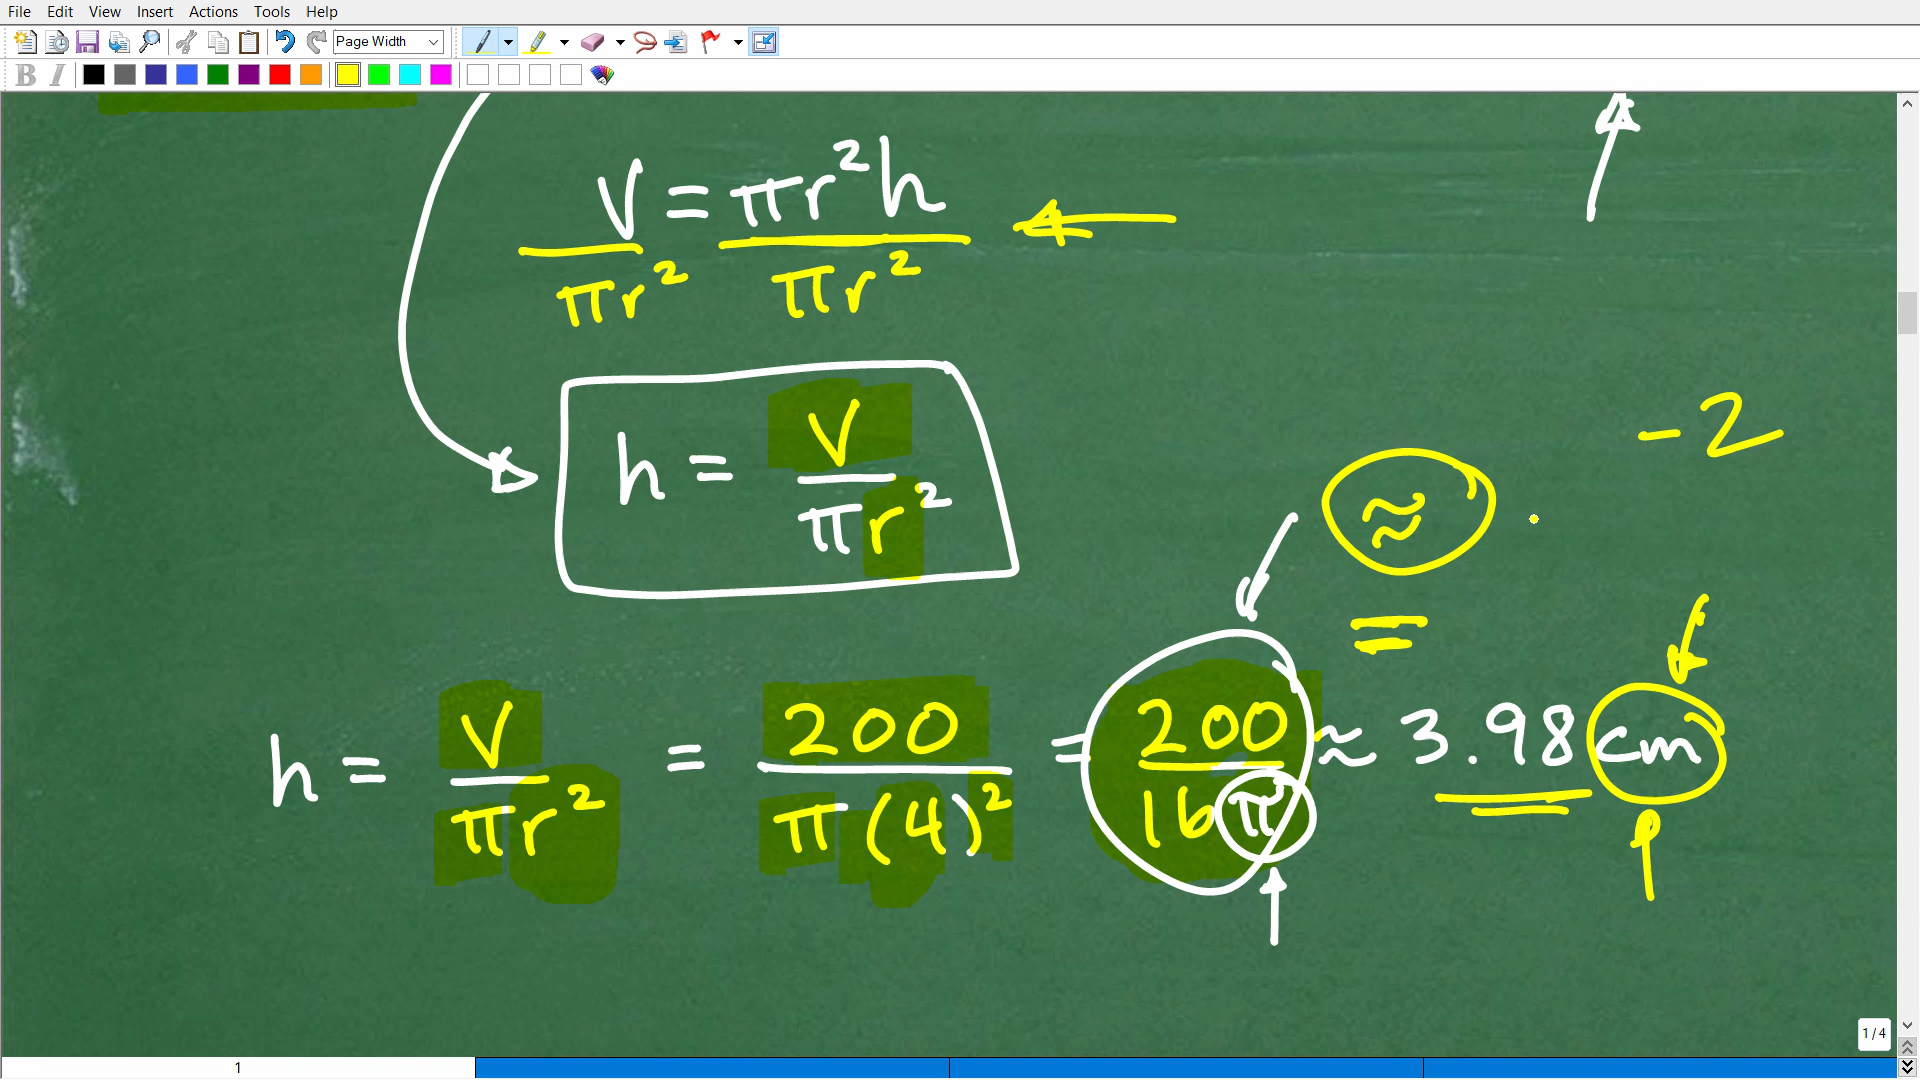 File Edit View Insert Actions Tools Help
Page Width
B I
V = πr²h
πr² πr²
h = V / πr²
- 2
≈
=
h = V / πr² = 200 / π(4)² = 200 / 16π ≈ 3.98 cm
1 / 4
1